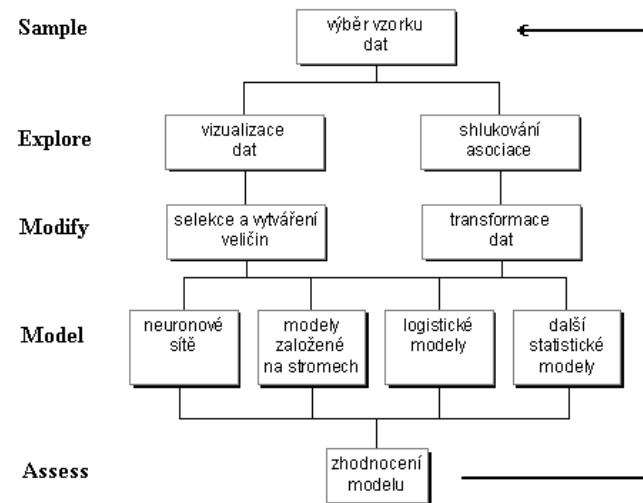 Sample
výběr vzorku
dat
Explore
vizualizace
dat
shlukování
asociace
Modify
selekce a vytváření
veličin
transformace
dat
Model
neuronové
sítě
modely
založené
na stromech
logistické
modely
další
statistické
modely
Assess
zhodnocení
modelu